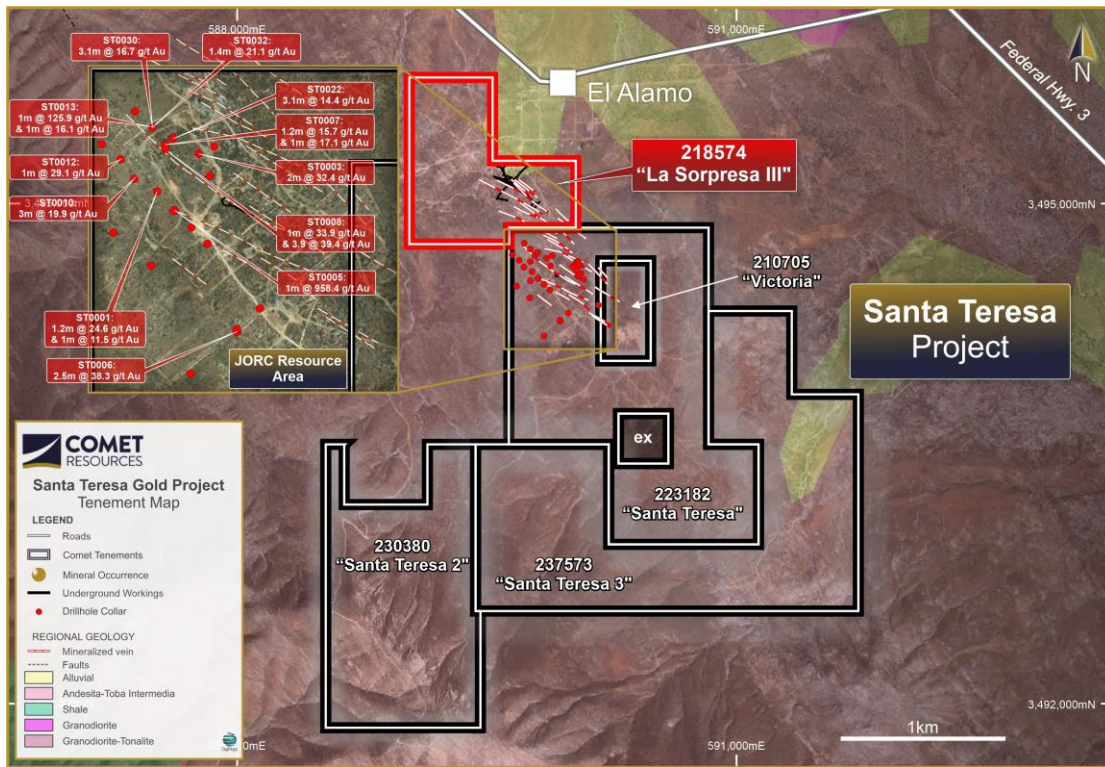 588,000mE
591,000mE
Federal Hwy. 3
N
El Alamo
ST0030:
3.1m @ 16.7 g/t Au
ST0032:
1.4m @ 21.1 g/t Au
ST0013:
1m @ 125.9 g/t Au
& 1m @ 16.1 g/t Au
ST0022:
3.1m @ 14.4 g/t Au
ST0007:
1.2m @ 15.7 g/t Au
& 1m @ 17.1 g/t Au
ST0012:
1m @ 29.1 g/t Au
ST0003:
2m @ 32.4 g/t Au
ST0010:
3m @ 19.9 g/t Au
ST0008:
1m @ 33.9 g/t Au
& 3.9 @ 39.4 g/t Au
ST0005:
1m @ 958.4 g/t Au
ST0001:
1.2m @ 24.6 g/t Au
& 1m @ 11.5 g/t Au
ST0006:
2.5m @ 38.3 g/t Au
JORC Resource
Area
218574
“La Sorpresa III"
3,495,000mN
210705
“Victoria"
Santa Teresa
Project
ex
223182
“Santa Teresa"
230380
“Santa Teresa 2"
237573
“Santa Teresa 3"
COMET
RESOURCES
Santa Teresa Gold Project
Tenement Map
LEGEND
Roads
Comet Tenements
Mineral Occurrence
Underground Workings
Drillhole Collar
REGIONAL GEOLOGY
Mineralized vein
Faults
Alluvial
Andesita-Toba Intermedia
Shale
Granodiorite
Granodiorite-Tonalite
3,492,000mN
1km
591,000mE